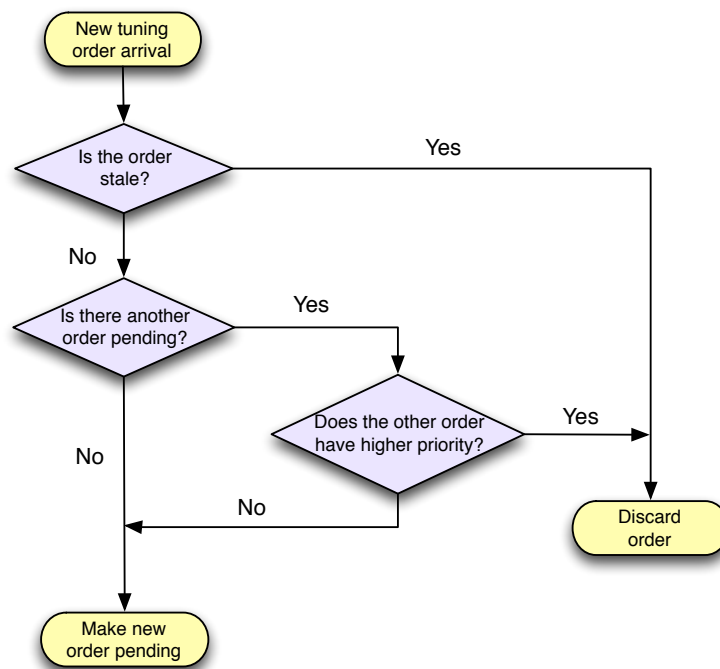 New tuning
order arrival
Is the order
stale?
Yes
No
Is there another
order pending?
Yes
Does the other order
have higher priority?
Yes
No
No
Discard
order
Make new
order pending